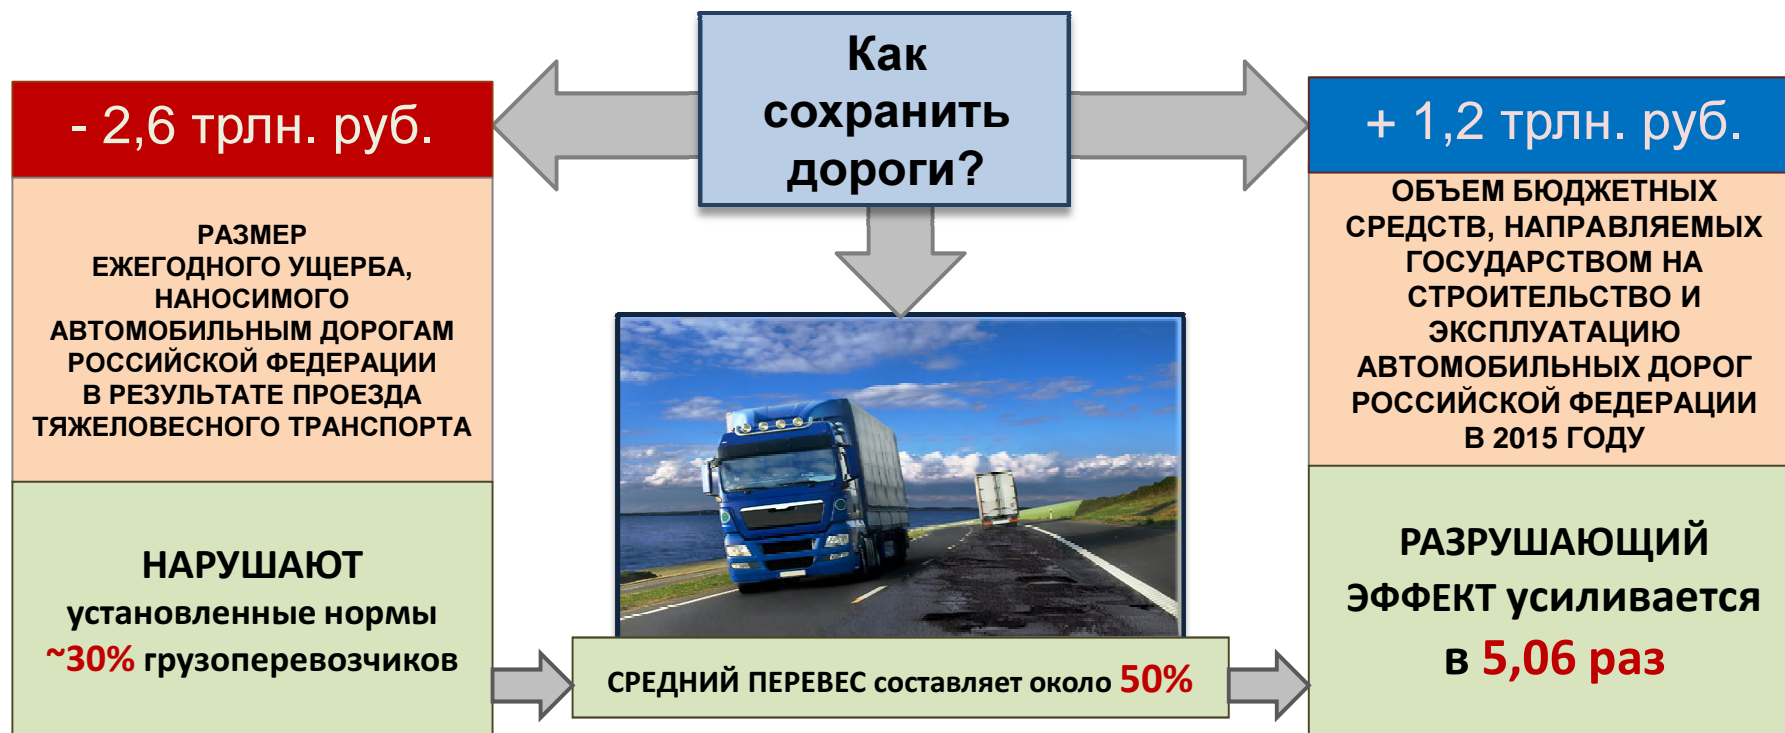 Как
сохранить
дороги?
- 2,6 трлн. руб.
РАЗМЕР
ЕЖЕГОДНОГО УЩЕРБА,
НАНОСИМОГО
АВТОМОБИЛЬНЫМ ДОРОГАМ
РОССИЙСКОЙ ФЕДЕРАЦИИ
В РЕЗУЛЬТАТЕ ПРОЕЗДА
ТЯЖЕЛОВЕСНОГО ТРАНСПОРТА
+ 1,2 трлн. руб.
ОБЪЕМ БЮДЖЕТНЫХ
СРЕДСТВ, НАПРАВЛЯЕМЫХ
ГОСУДАРСТВОМ НА
СТРОИТЕЛЬСТВО И
ЭКСПЛУАТАЦИЮ
АВТОМОБИЛЬНЫХ ДОРОГ
РОССИЙСКОЙ ФЕДЕРАЦИИ
В 2015 ГОДУ
НАРУШАЮТ
установленные нормы
~30% грузоперевозчиков
СРЕДНИЙ ПЕРЕВЕС составляет около 50%
РАЗРУШАЮЩИЙ
ЭФФЕКТ усиливается
в 5,06 раз